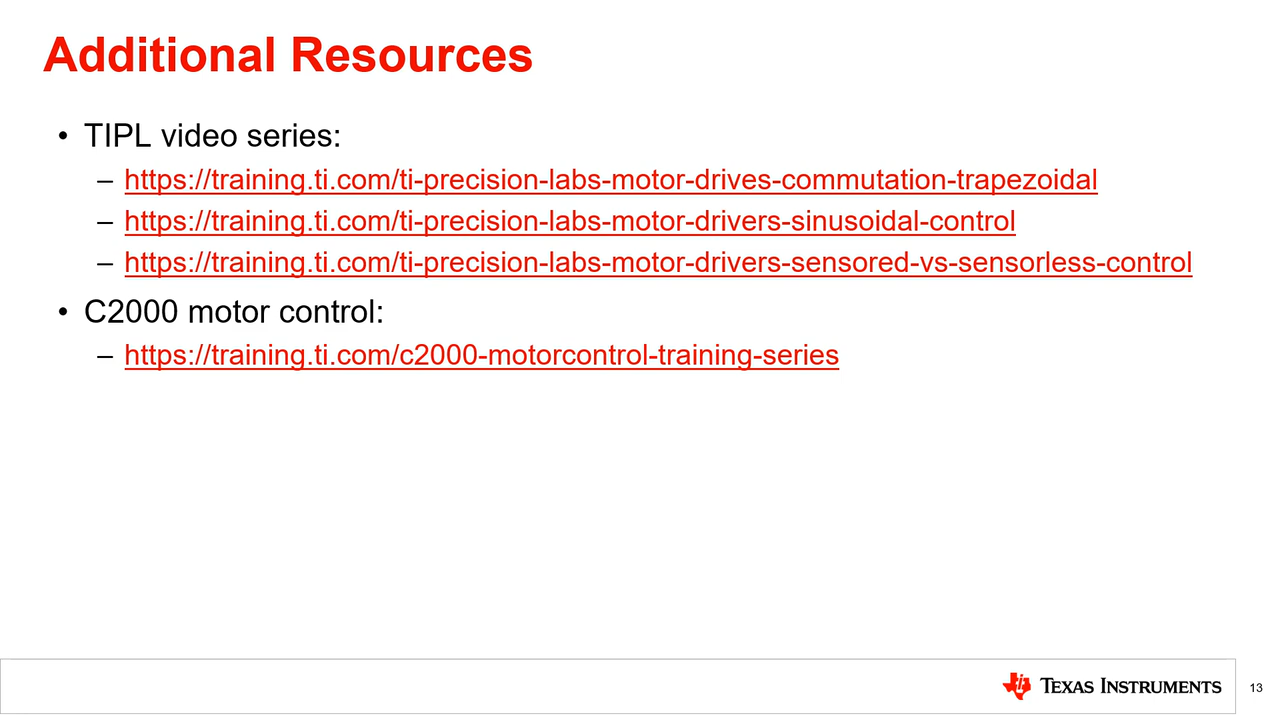 Additional Resources
• TIPL video series:
– https://training.ti.com/ti-precision-labs-motor-drives-commutation-trapezoidal
– https://training.ti.com/ti-precision-labs-motor-drivers-sinusoidal-control
– https://training.ti.com/ti-precision-labs-motor-drivers-sensored-vs-sensorless-control
• C2000 motor control:
– https://training.ti.com/c2000-motorcontrol-training-series
TEXAS INSTRUMENTS
13